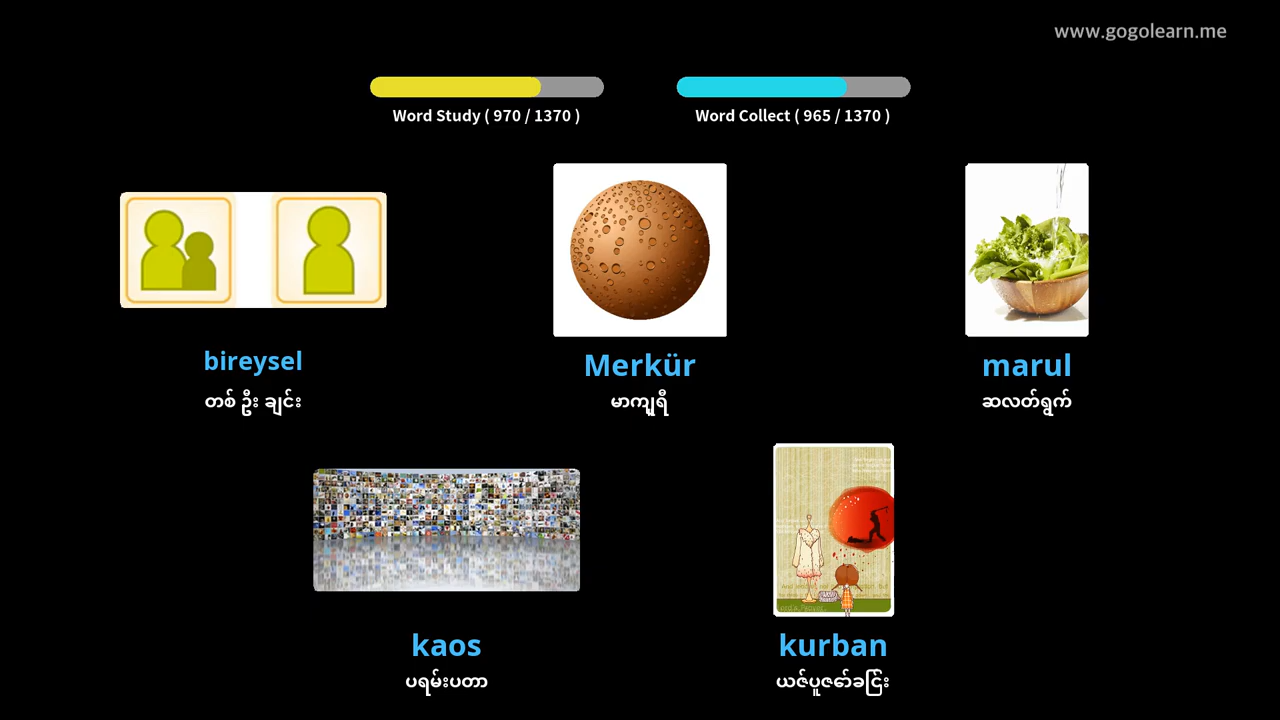 www.gogolearn.me
Word Study ( 970 / 1370 )
Word Collect ( 965 / 1370 )
bireysel
Merkür
marul
တစ် ဦး ချင်း
မာကျူရီ
ဆလတ်ရွက်
kaos
kurban
ပရမ်းပတာ
ယဇ်ပူဇော်ခြင်း